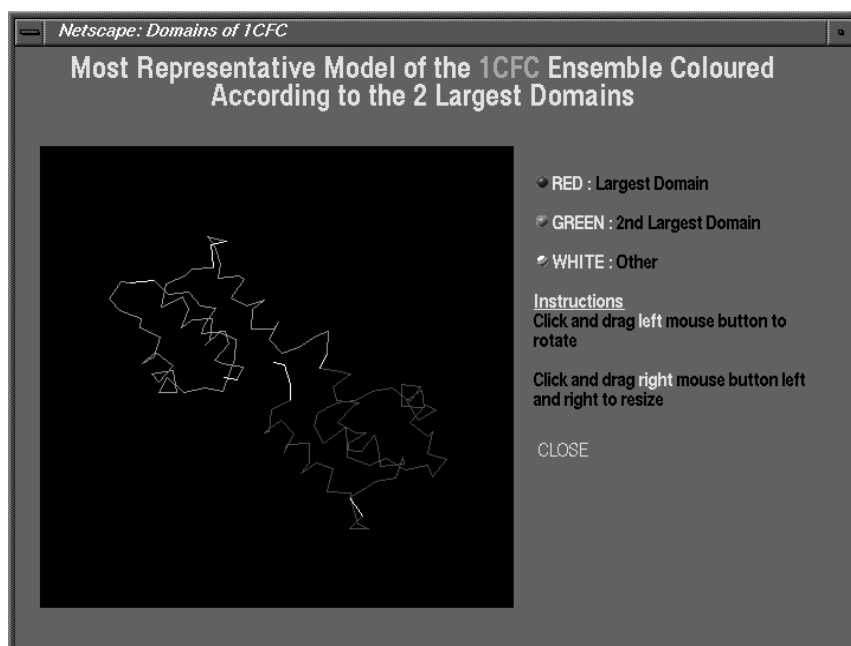 Netscape: Domains of 1CFC
Most Representative Model of the 1CFC Ensemble Coloured
According to the 2 Largest Domains
RED : Largest Domain
GREEN : 2nd Largest Domain
WHITE : Other
Instructions
Click and drag left mouse button to
rotate
Click and drag right mouse button left
and right to resize
CLOSE